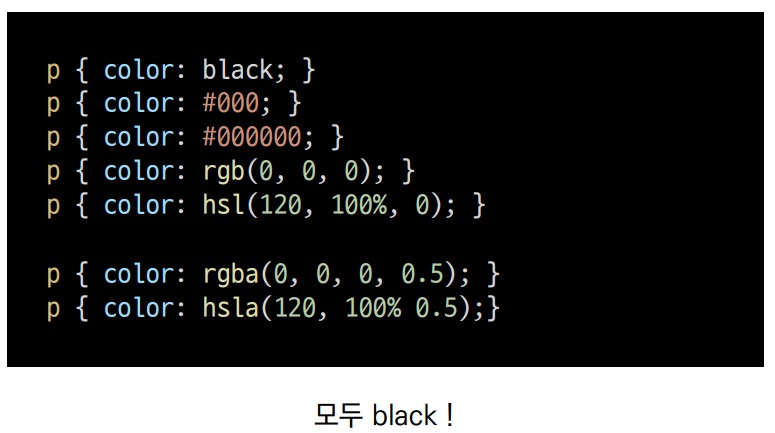 p { color: black; }
p { color: #000; }
p { color: #000000; }
p { color: rgb(0, 0, 0); }
p { color: hsl(120, 100%, 0); }
p { color: rgba(0, 0, 0, 0.5); }
p { color: hsla(120, 100% 0.5);}
모두 black !